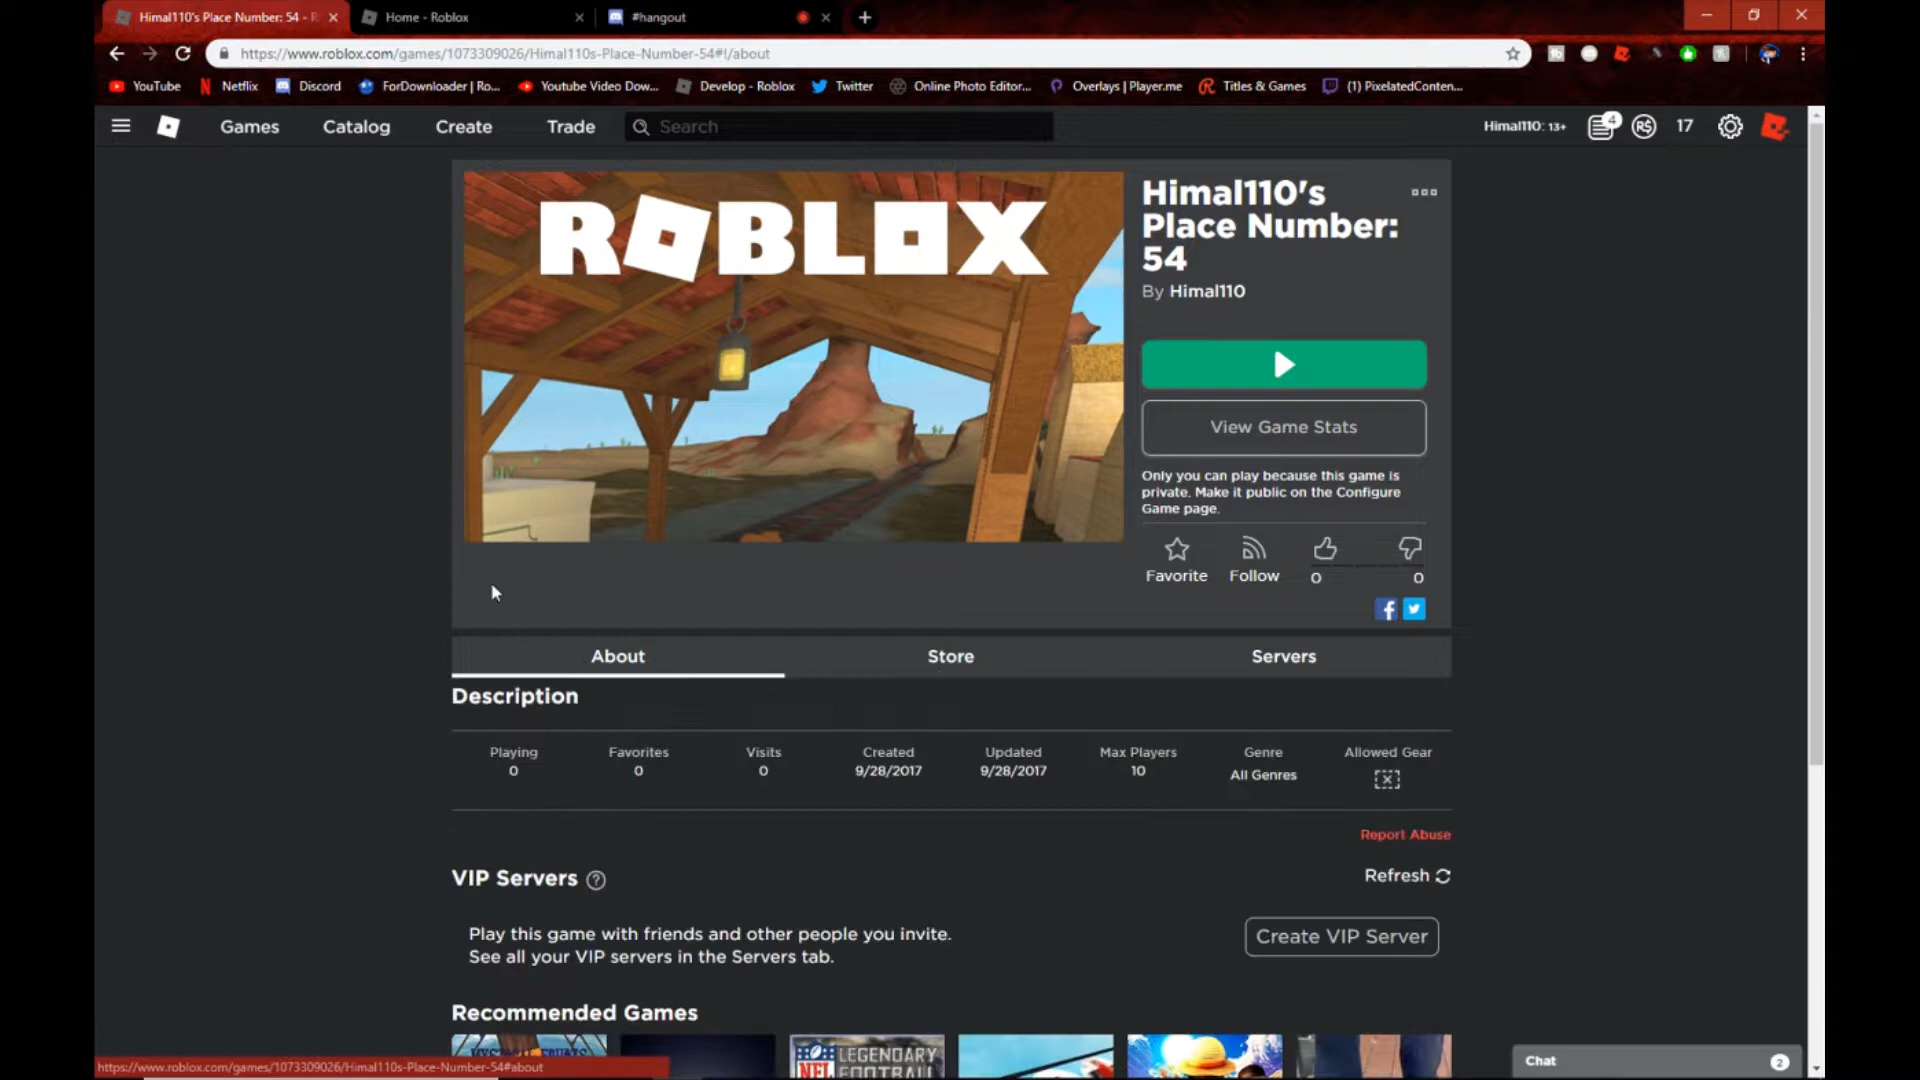 Himal110's Place Number: 54 - R
Home - Roblox
#hangout
https://www.roblox.com/games/1073309026/Himal110s-Place-Number-54#!/about
YouTube
Netflix
Discord
ForDownloader | Ro...
Youtube Video Dow...
Develop - Roblox
Twitter
Online Photo Editor...
Overlays | Player.me
Titles & Games
(1) PixelatedConten...
Games
Catalog
Create
Trade
Search
Himal110: 13+
4
R$
17
ROBLOX
Himal110's
Place Number:
54
By Himal110
View Game Stats
Only you can play because this game is
private. Make it public on the Configure
Game page.
Favorite
Follow
0
0
About
Store
Servers
Description
Playing
Favorites
Visits
Created
Updated
Max Players
Genre
Allowed Gear
0
0
0
9/28/2017
9/28/2017
10
All Genres
Report Abuse
VIP Servers
Refresh
Play this game with friends and other people you invite.
See all your VIP servers in the Servers tab.
Create VIP Server
Recommended Games
NFL
LEGENDARY
FOOTBALL
https://www.roblox.com/games/1073309026/Himal110s-Place-Number-54#about
Chat
2